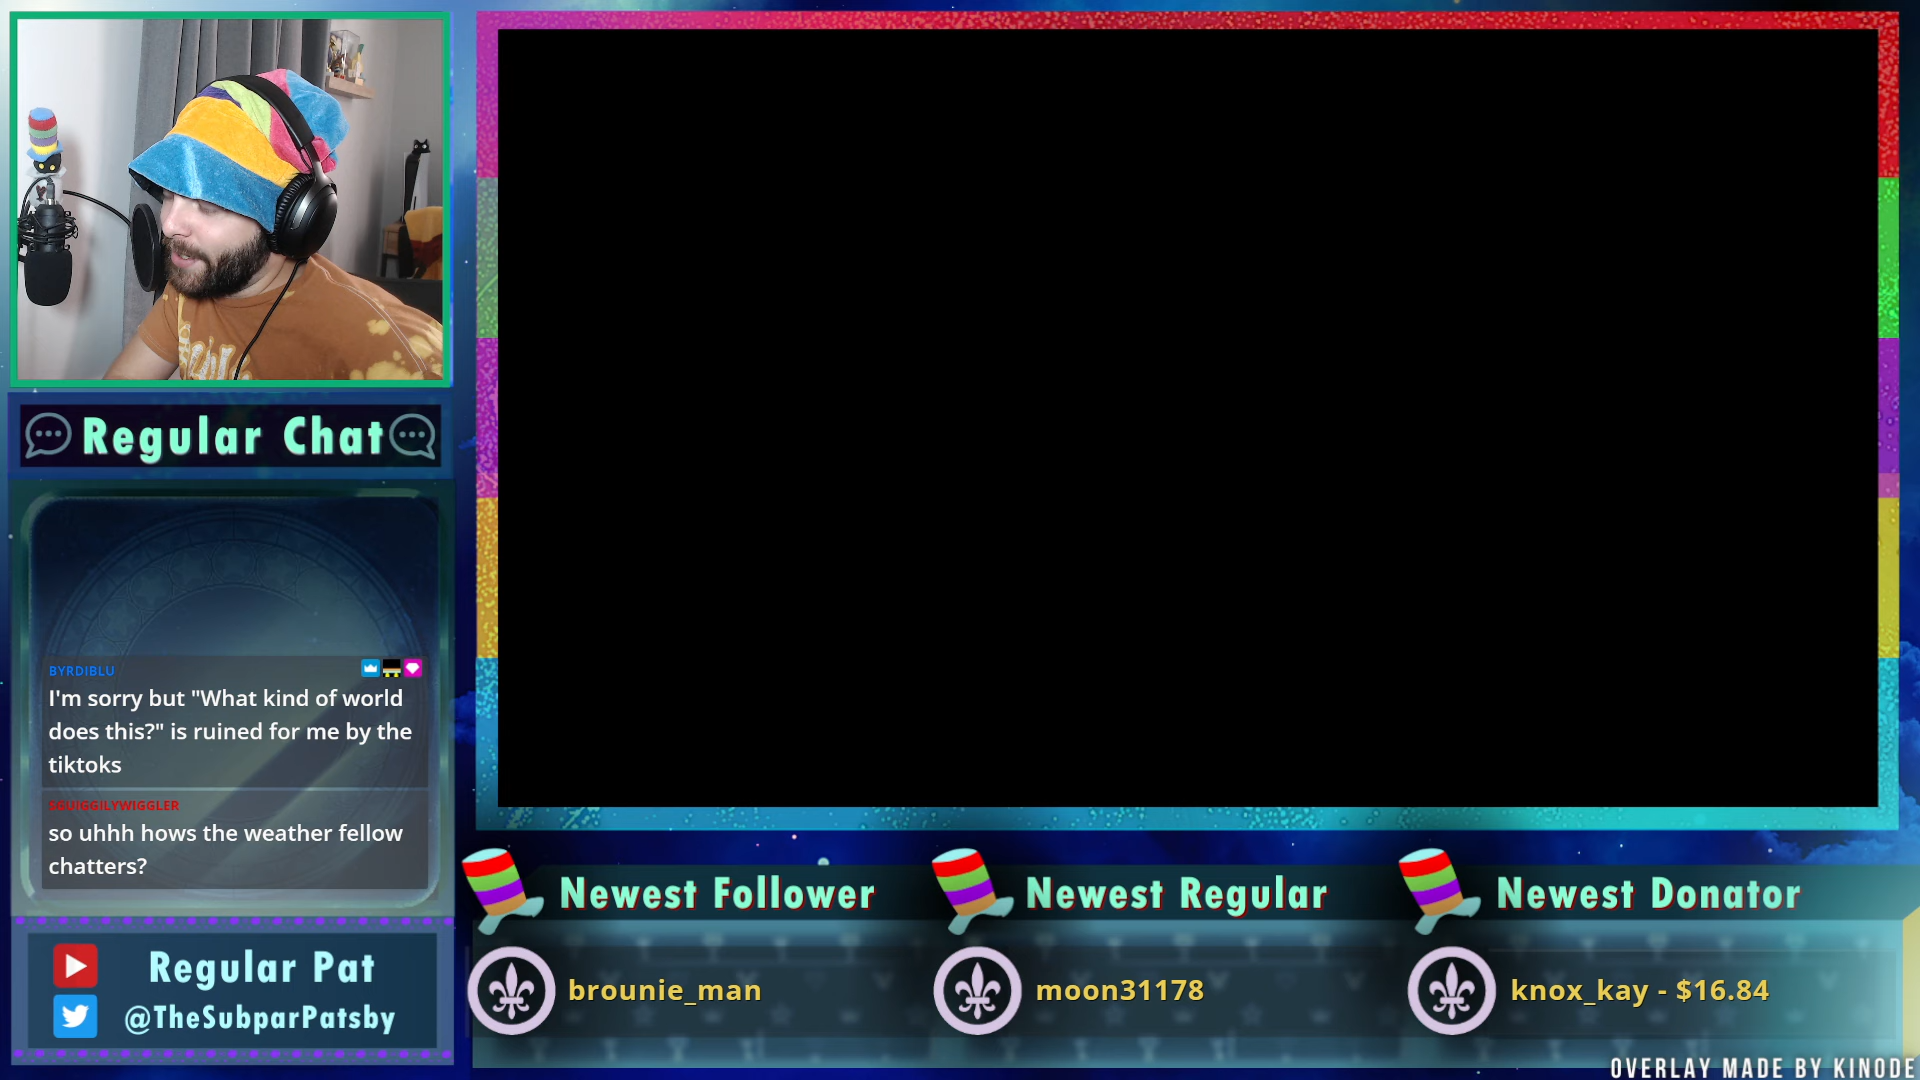 Regular Chat
BYRDIBLU
I'm sorry but "What kind of world
does this?" is ruined for me by the
tiktoks
SGUIGGILYWIGGLER
so uhhh hows the weather fellow
chatters?
Regular Pat
@TheSubparPatsby
Newest Follower
brounie_man
Newest Regular
moon31178
Newest Donator
knox_kay - $16.84
OVERLAY MADE BY KINODE